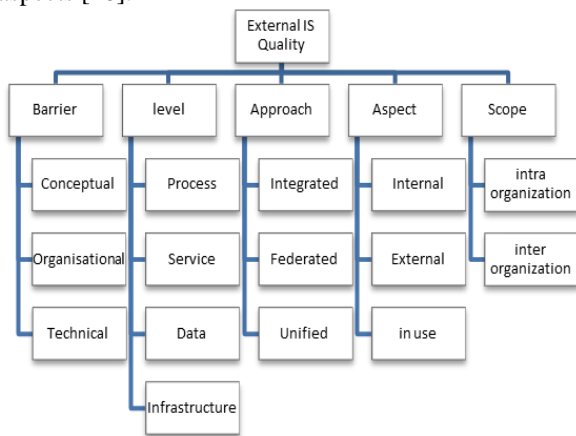 External IS
Quality
Barrier
level
Approach
Aspect
Scope
Conceptual
Process
Integrated
Internal
intra
organization
Organisational
Service
Federated
External
inter
organization
Technical
Data
Unified
in use
Infrastructure